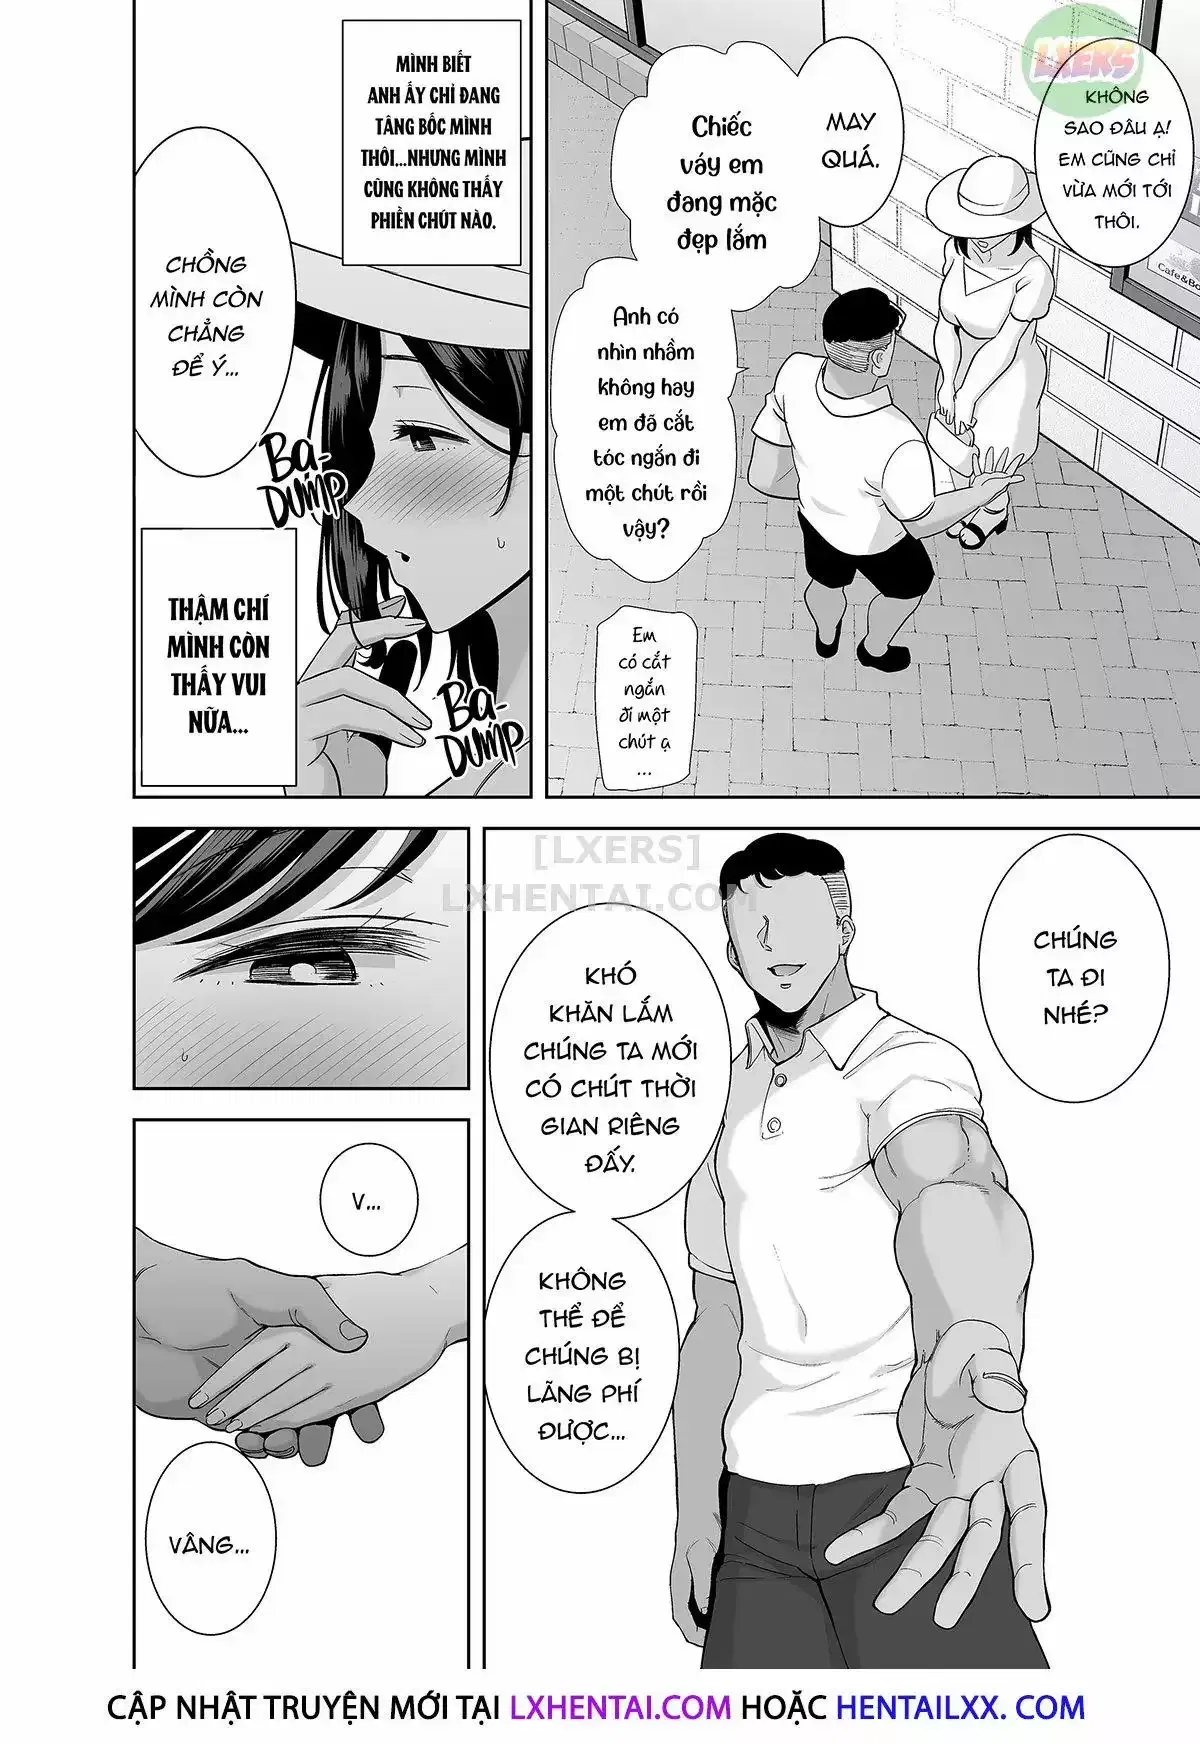 LXERS
KHÔNG
SAO ĐÂU Ạ!
EM CŨNG CHỈ
VỪA MỚI TỚI
THÔI.
Cafe&Bo
MAY
QUÁ.
Chiếc
váy em
đang mặc
đẹp lắm
Anh có
nhìn nhầm
không hay
em đã cắt
tóc ngắn đi
một chút rồi
vậy?
Em
có cắt
ngắn
đi một
chút ạ
...
MÌNH BIẾT
ANH ẤY CHỈ ĐANG
TÂNG BỐC MÌNH
THÔI...NHƯNG MÌNH
CŨNG KHÔNG THẤY
PHIỀN CHÚT NÀO.
CHỒNG
MÌNH CÒN
CHẲNG
ĐỂ Ý...
BA-
DUMP
THẬM CHÍ
MÌNH CÒN
THẤY VUI
NỮA...
BA-
DUMP
[LXERS]
LXHENTAI.COM
CHÚNG
TA ĐI
NHÉ?
KHÓ
KHĂN LẮM
CHÚNG TA MỚI
CÓ CHÚT THỜI
GIAN RIÊNG
ĐẤY.
KHÔNG
THỂ ĐỂ
CHÚNG BỊ
LÃNG PHÍ
ĐƯỢC...
V...
VÂNG...
CẬP NHẬT TRUYỆN MỚI TẠI LXHENTAI.COM HOẶC HENTAILXX. COM